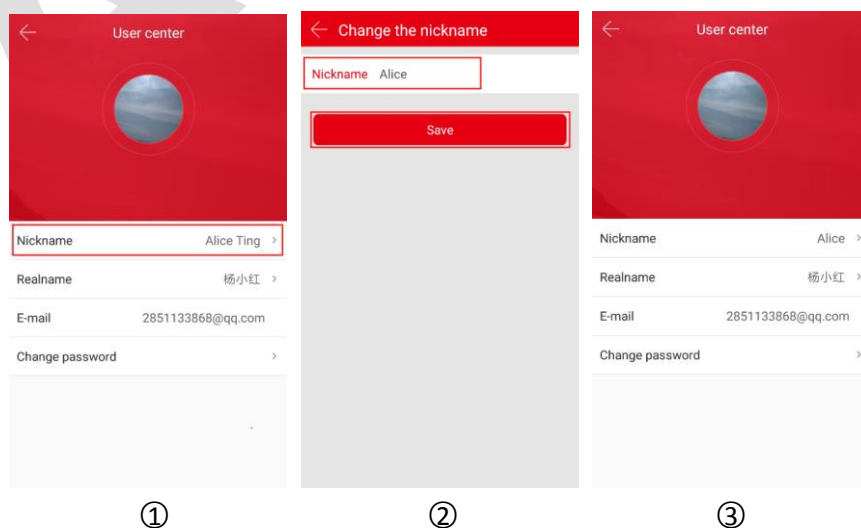 User center
Nickname Alice Ting
Realname 杨小红
E-mail 2851133868@qq.com
Change password
①
Change the nickname
Nickname Alice
Save
②
User center
Nickname Alice
Realname 杨小红
E-mail 2851133868@qq.com
Change password
③